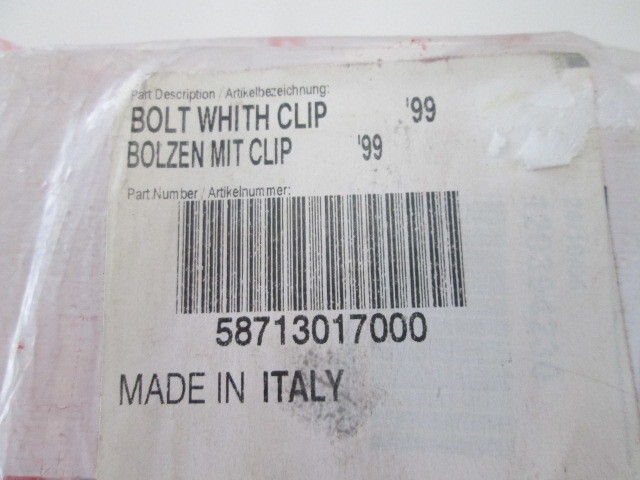 Part Description / Artikelbezeichnung:
BOLT WHITH CLIP '99
BOLZEN MIT CLIP '99
Part.Number / Artikelnummer:
58713017000
MADE IN ITALY